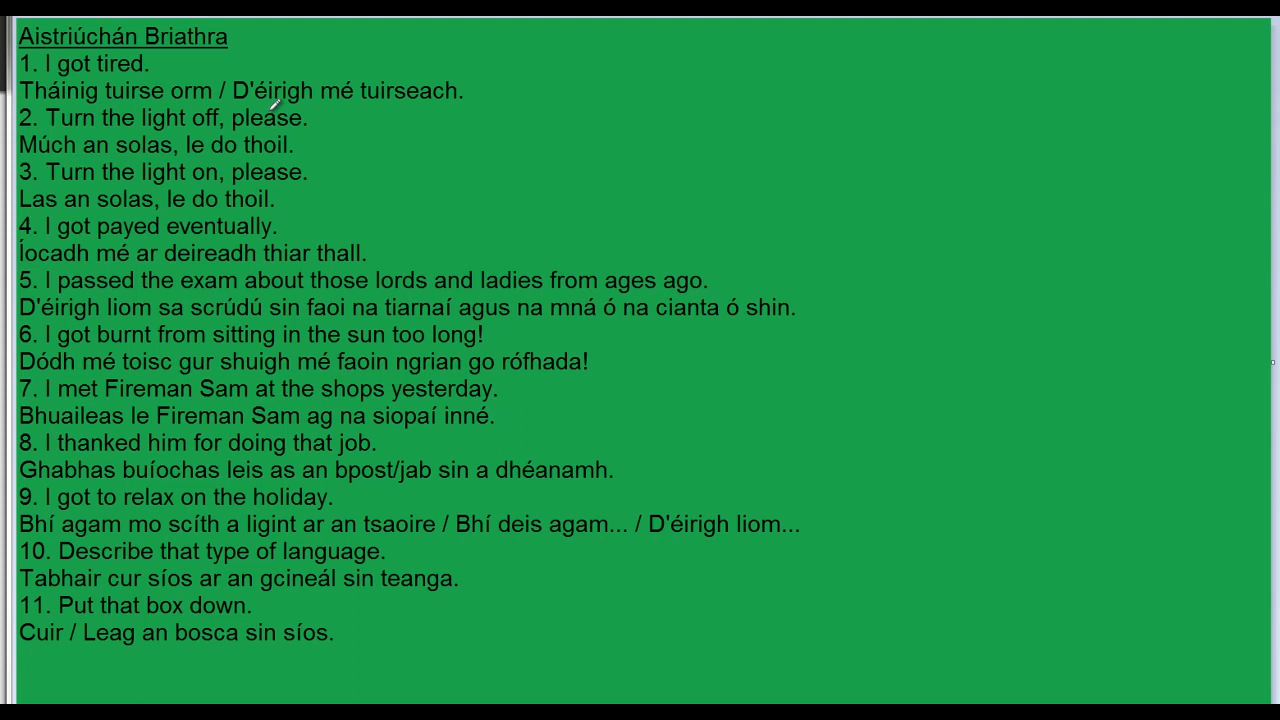 Aistriúchán Briathra
1. I got tired.
Tháinig tuirse orm / D'éirigh mé tuirseach.
2. Turn the light off, please.
Múch an solas, le do thoil.
3. Turn the light on, please.
Las an solas, le do thoil.
4. I got payed eventually.
Íocadh mé ar deireadh thiar thall.
5. I passed the exam about those lords and ladies from ages ago.
D'éirigh liom sa scrúdú sin faoi na tiarnaí agus na mná ó na cianta ó shin.
6. I got burnt from sitting in the sun too long!
Dódh mé toisc gur shuigh mé faoin ngrian go rófhada!
7. I met Fireman Sam at the shops yesterday.
Bhuaileas le Fireman Sam ag na siopaí inné.
8. I thanked him for doing that job.
Ghabhas buíochas leis as an bpost/jab sin a dhéanamh.
9. I got to relax on the holiday.
Bhí agam mo scíth a ligint ar an tsaoire / Bhí deis agam... / D'éirigh liom...
10. Describe that type of language.
Tabhair cur síos ar an gcineál sin teanga.
11. Put that box down.
Cuir / Leag an bosca sin síos.